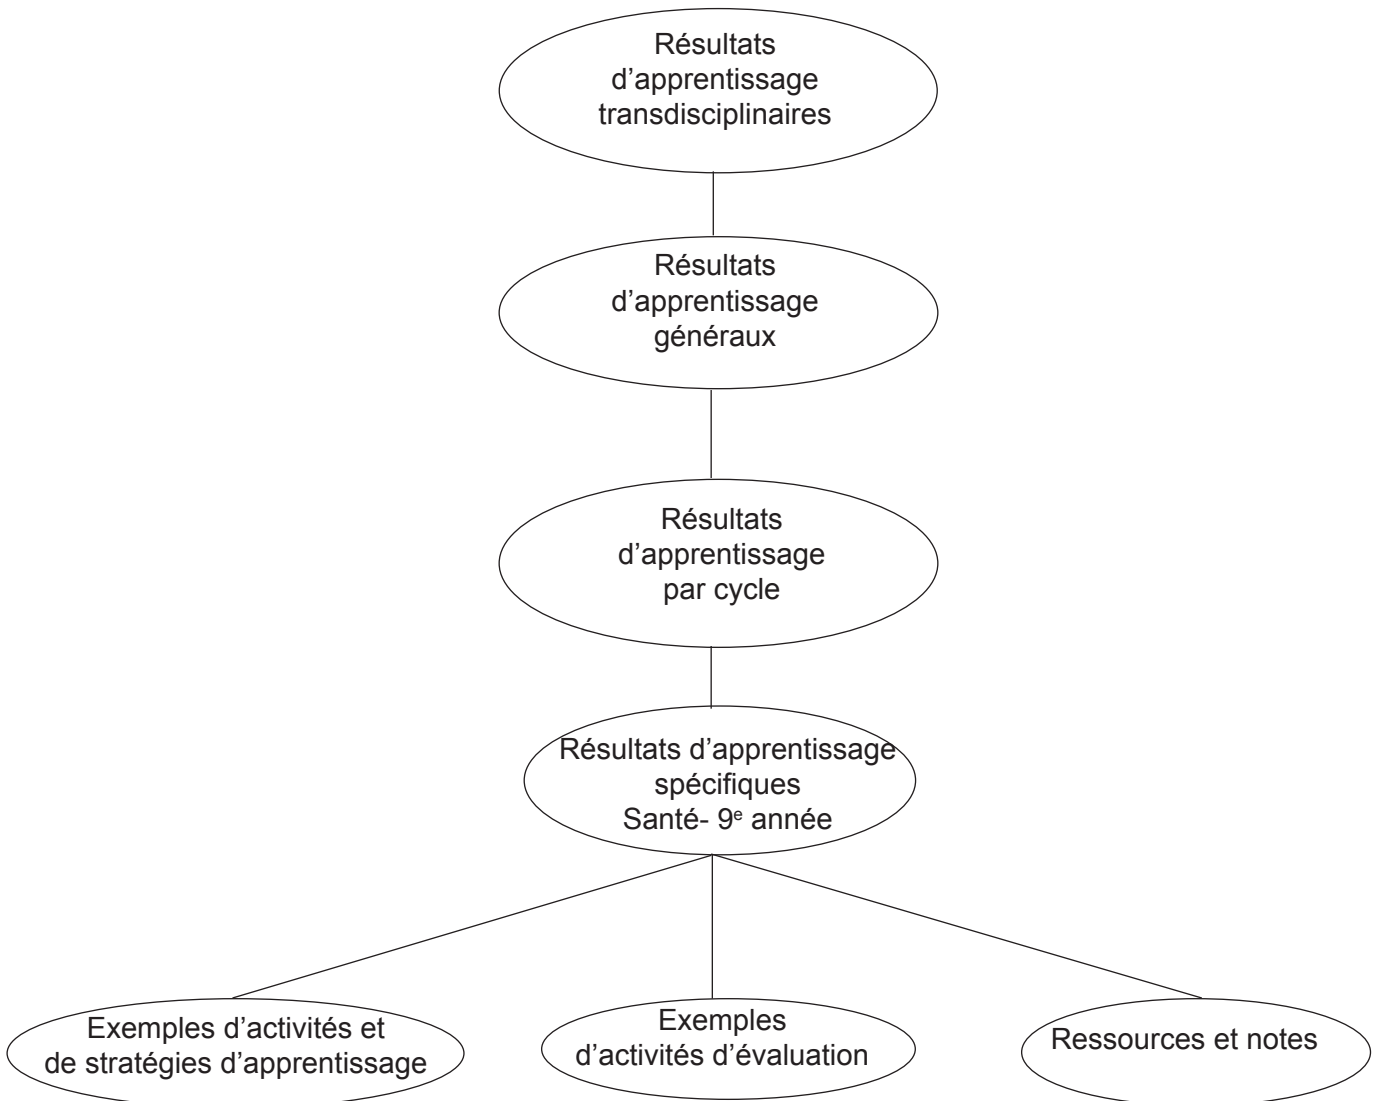 Résultats
d’apprentissage
transdisciplinaires
Résultats
d’apprentissage
généraux
Résultats
d’apprentissage
par cycle
Résultats d’apprentissage
spécifiques
Santé- 9ᵉ année
Exemples d’activités et
de stratégies d’apprentissage
Exemples
d’activités d’évaluation
Ressources et notes